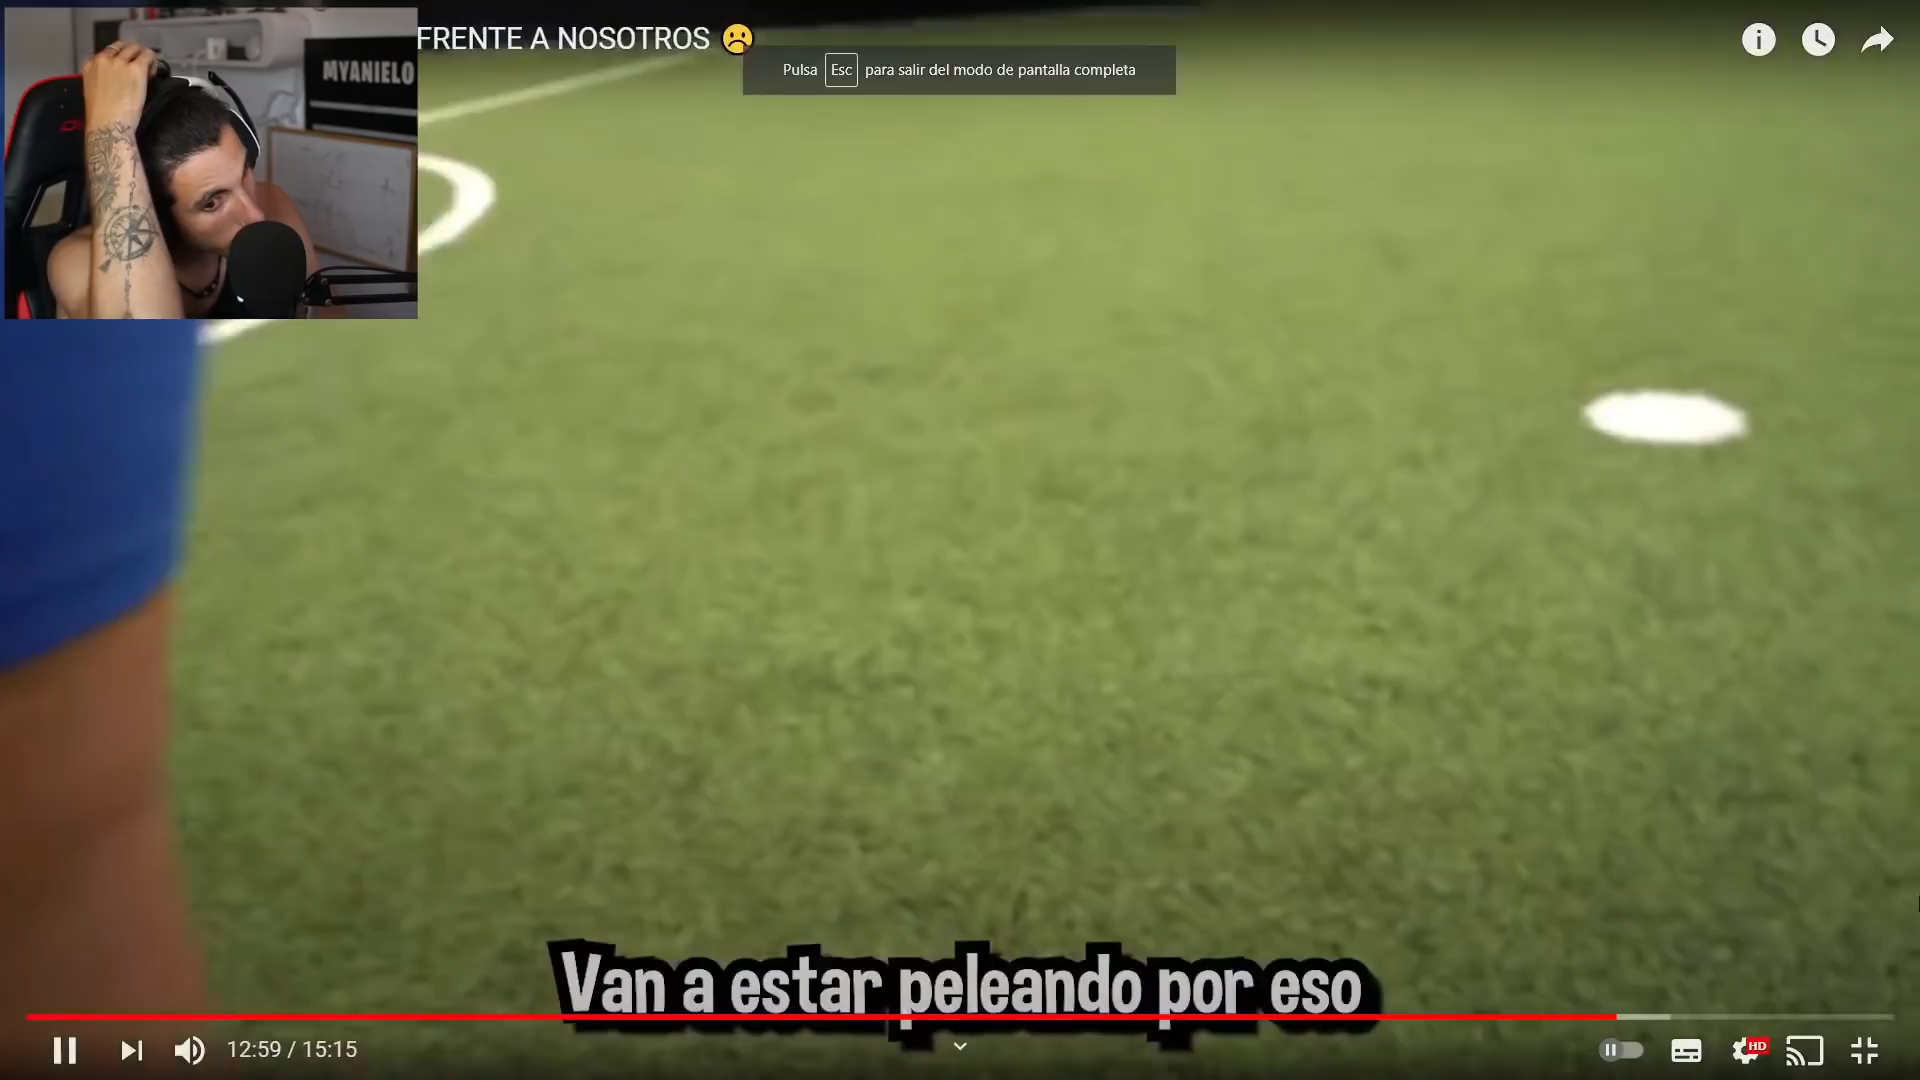 FRENTE A NOSOTROS ☹️
Pulsa Esc para salir del modo de pantalla completa
MYANIELO
Van a estar peleando por eso
12:59 / 15:15
HD